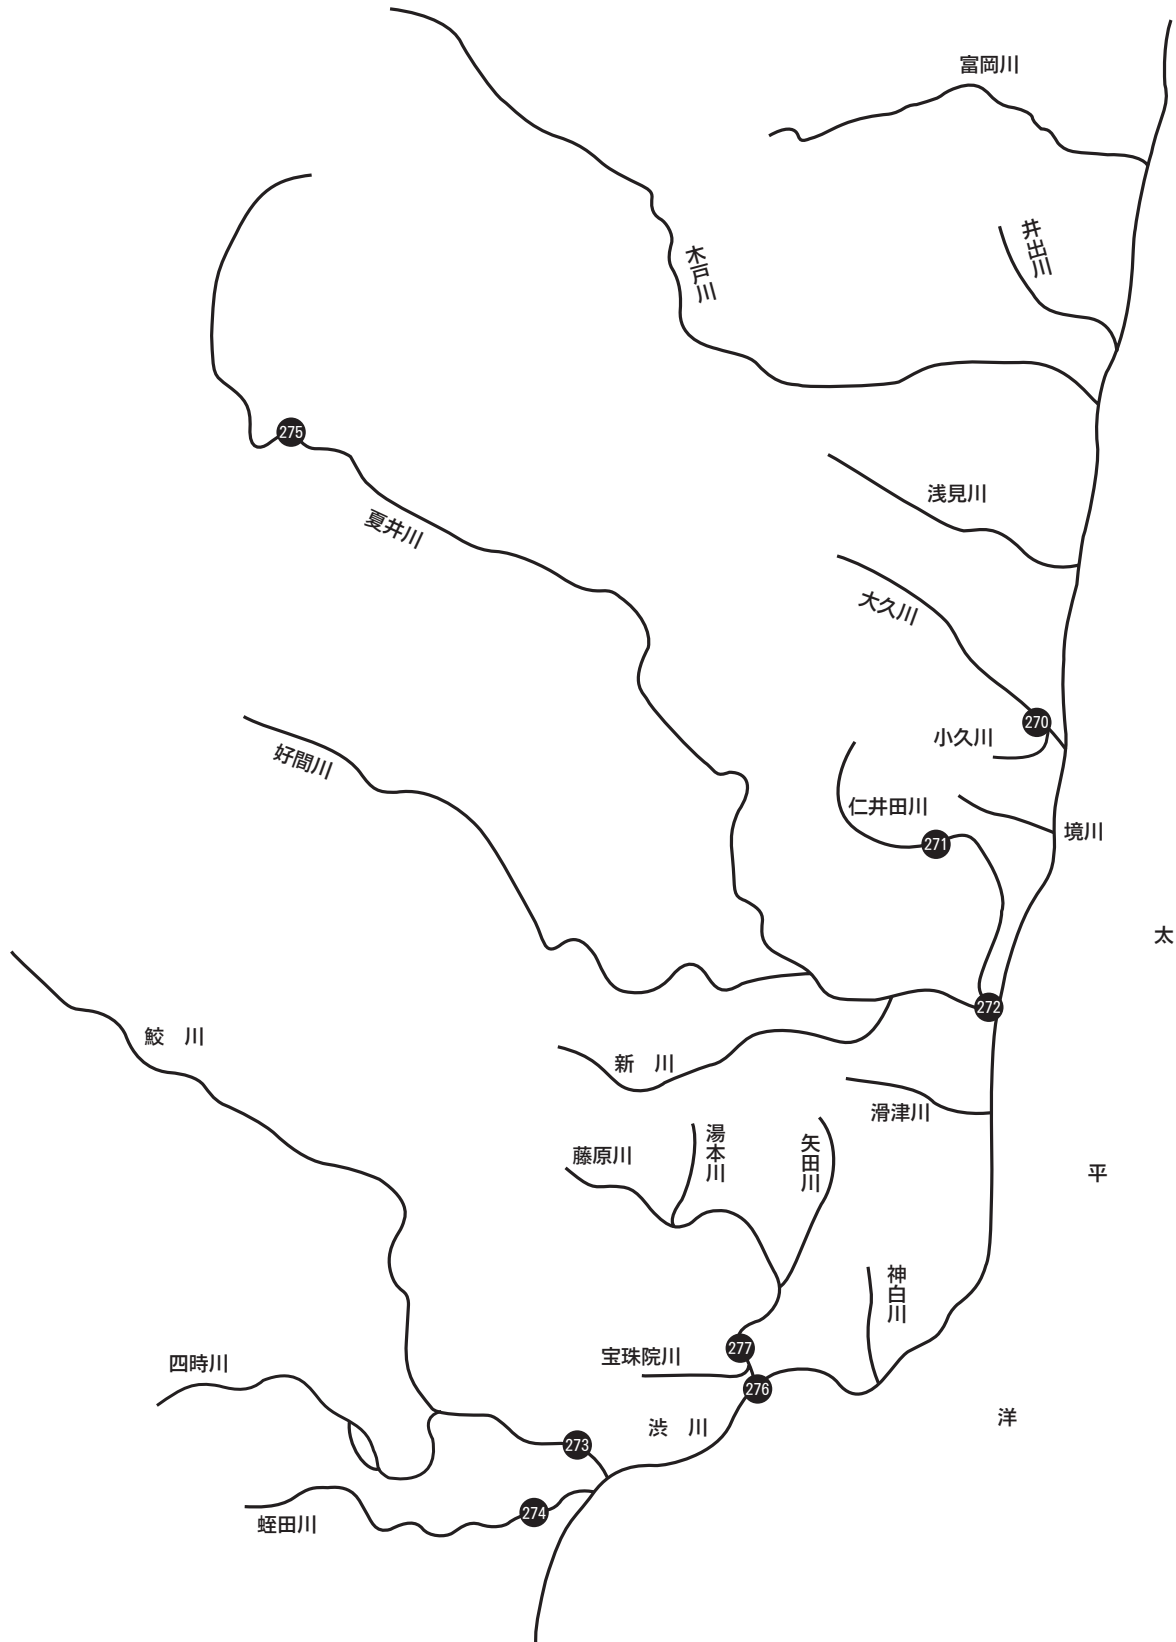 富岡川
井出川
木戸川
275
浅見川
夏井川
大久川
270
小久川
好間川
仁井田川
境川
271
太
272
鮫　川
新　川
滑津川
湯本川
矢田川
藤原川
平
神白川
277
宝珠院川
四時川
276
洋
渋　川
273
274
蛭田川